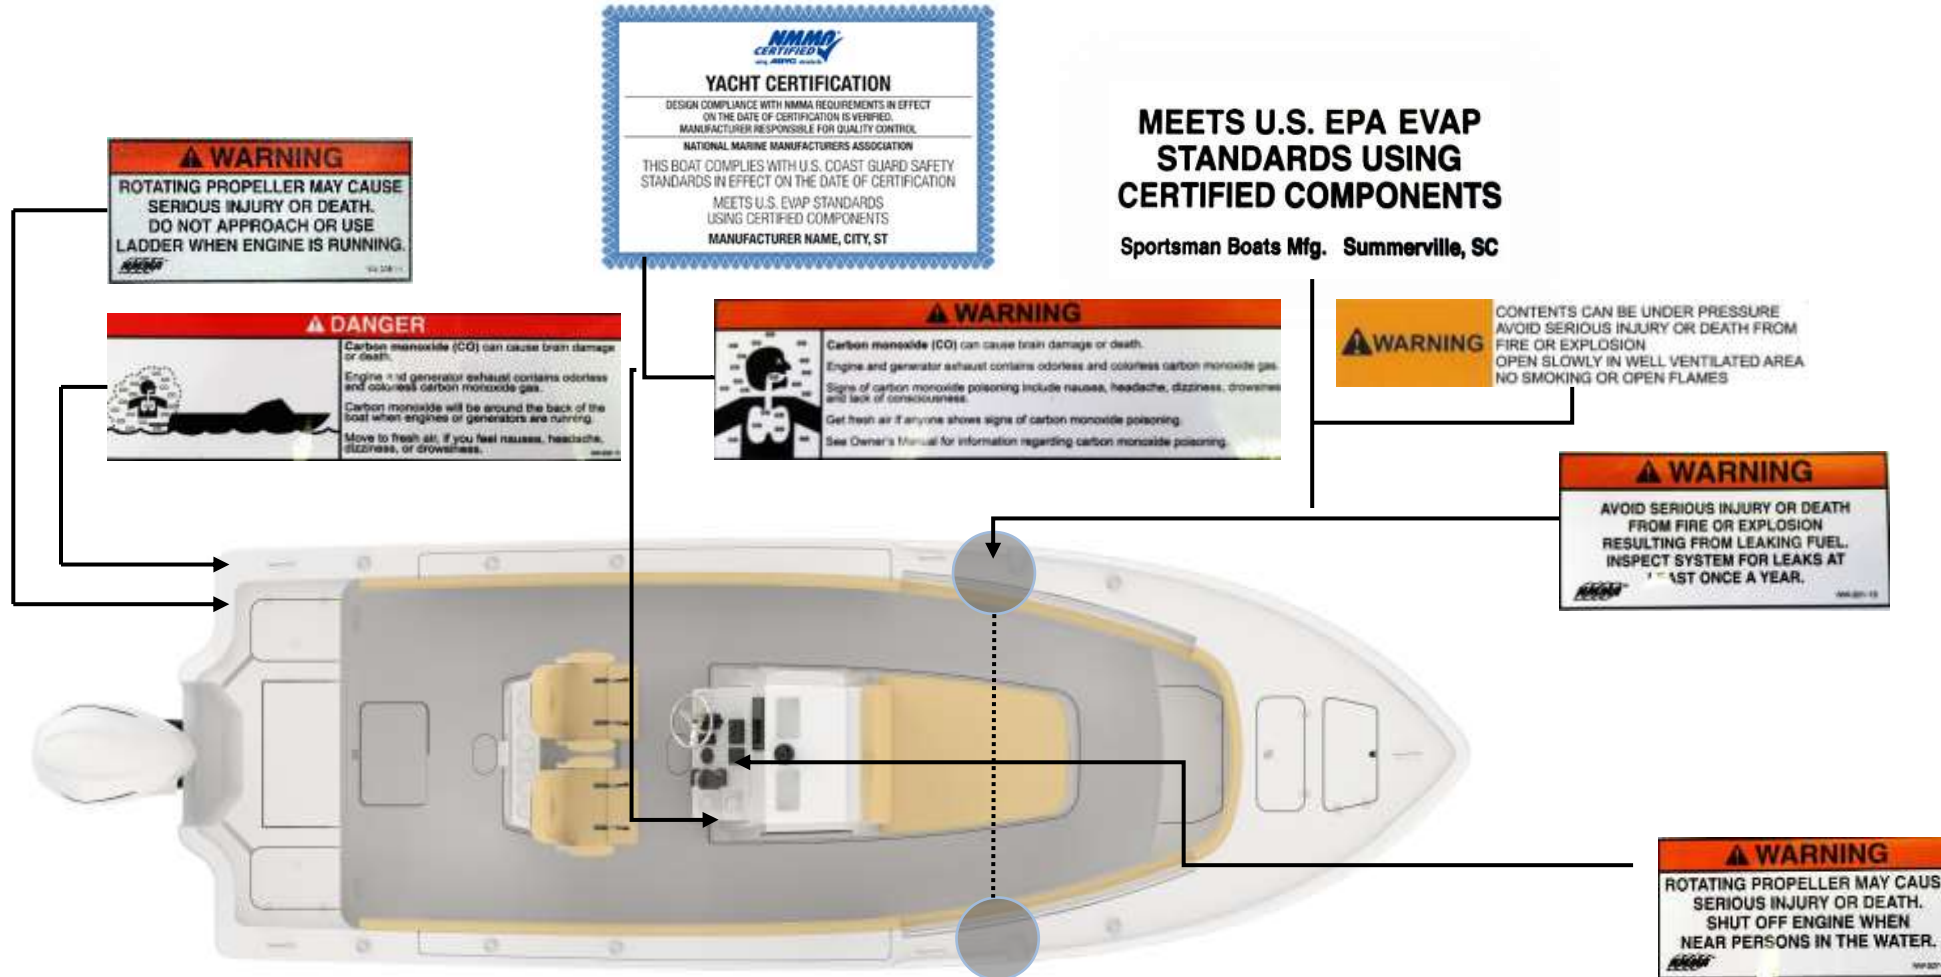 NMMA
CERTIFIED
YACHT CERTIFICATION
DESIGN COMPLIANCE WITH NMMA REQUIREMENTS IN EFFECT
ON THE DATE OF CERTIFICATION IS VERIFIED.
MANUFACTURER RESPONSIBLE FOR QUALITY CONTROL
NATIONAL MARINE MANUFACTURERS ASSOCIATION
THIS BOAT COMPLIES WITH U.S. COAST GUARD SAFETY
STANDARDS IN EFFECT ON THE DATE OF CERTIFICATION
MEETS U.S. EVAP STANDARDS
USING CERTIFIED COMPONENTS
MANUFACTURER NAME, CITY, ST
MEETS U.S. EPA EVAP
STANDARDS USING
CERTIFIED COMPONENTS
Sportsman Boats Mfg. Summerville, SC
WARNING
ROTATING PROPELLER MAY CAUSE
SERIOUS INJURY OR DEATH.
DO NOT APPROACH OR USE
LADDER WHEN ENGINE IS RUNNING.
NMMA
DANGER
Carbon monoxide (CO) can cause brain damage
or death.
Engine and generator exhaust contains odorless
and colorless carbon monoxide gas.
Carbon monoxide will be around the back of the
boat when engines or generators are running.
Move to fresh air, if you feel nausea, headache,
dizziness, or drowsiness.
WARNING
Carbon monoxide (CO) can cause brain damage or death.
Engine and generator exhaust contains odorless and colorless carbon monoxide gas.
Signs of carbon monoxide poisoning include nausea, headache, dizziness, drowsine
and lack of consciousness.
Get fresh air if anyone shows signs of carbon monoxide poisoning.
See Owner's Manual for information regarding carbon monoxide poisoning.
WARNING
CONTENTS CAN BE UNDER PRESSURE
AVOID SERIOUS INJURY OR DEATH FROM
FIRE OR EXPLOSION
OPEN SLOWLY IN WELL VENTILATED AREA
NO SMOKING OR OPEN FLAMES
WARNING
AVOID SERIOUS INJURY OR DEATH
FROM FIRE OR EXPLOSION
RESULTING FROM LEAKING FUEL.
INSPECT SYSTEM FOR LEAKS AT
LEAST ONCE A YEAR.
NMMA
WARNING
ROTATING PROPELLER MAY CAUS
SERIOUS INJURY OR DEATH.
SHUT OFF ENGINE WHEN
NEAR PERSONS IN THE WATER.
NMMA